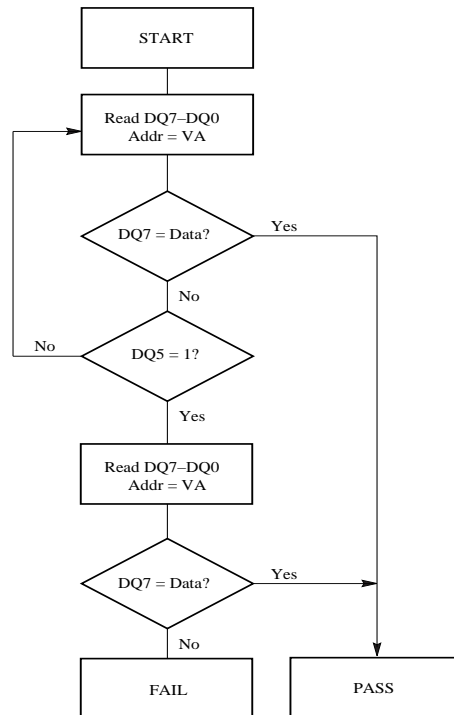 START
Read DQ7–DQ0
Addr = VA
DQ7 = Data?
Yes
No
No
DQ5 = 1?
Yes
Read DQ7–DQ0
Addr = VA
DQ7 = Data?
Yes
No
FAIL
PASS